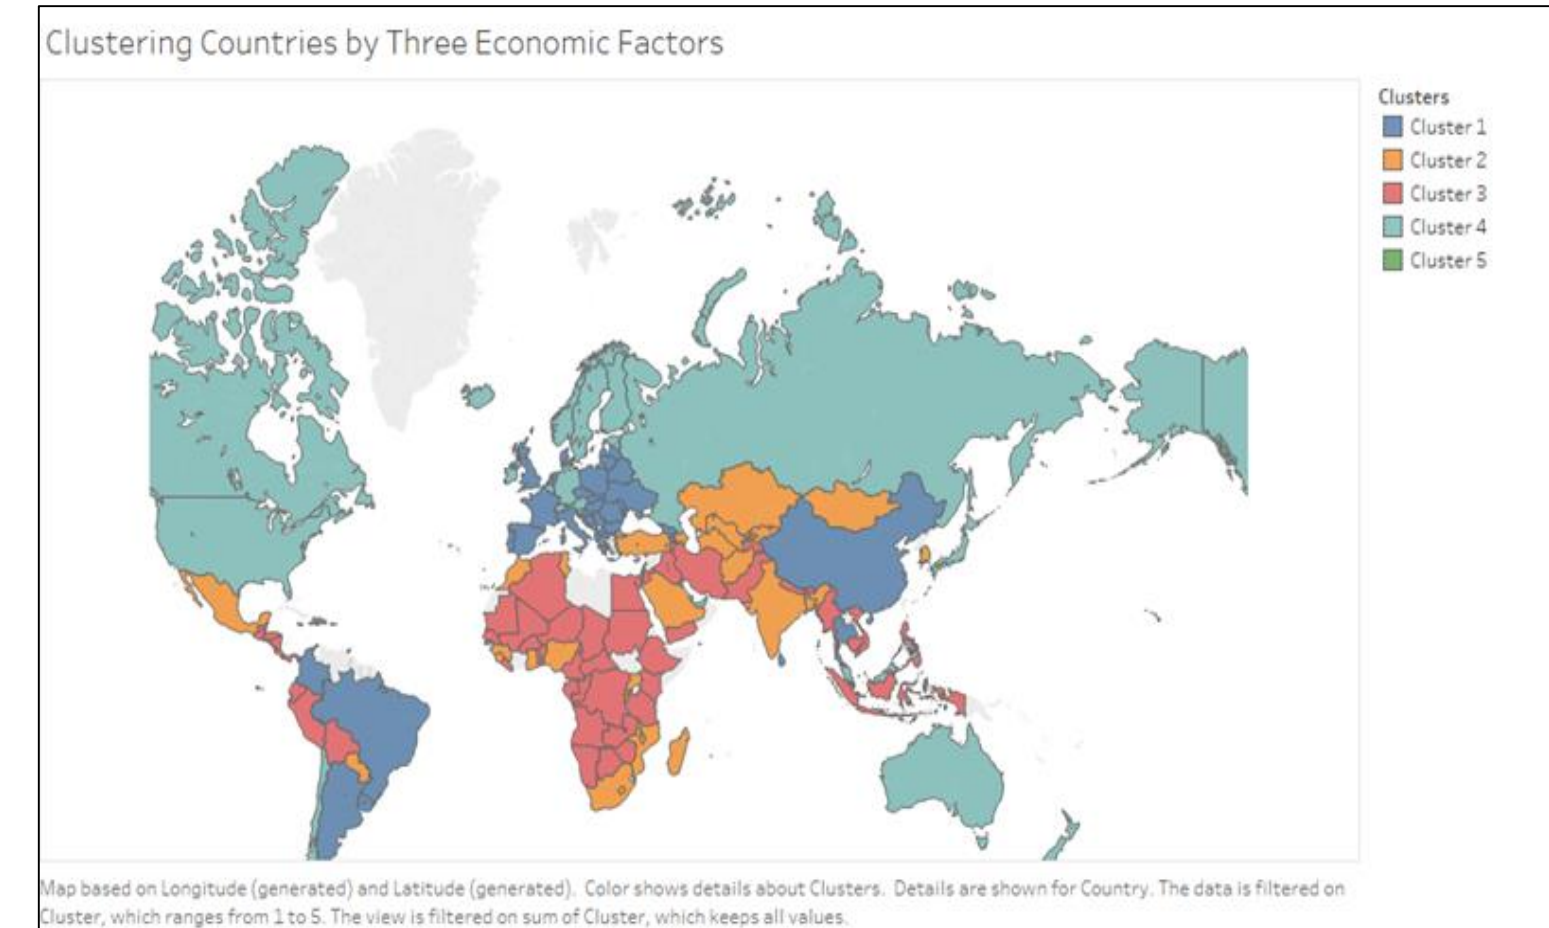 Clustering Countries by Three Economic Factors
Clusters
Cluster 1
Cluster 2
Cluster 3
Cluster 4
Cluster 5
Map based on Longitude (generated) and Latitude (generated).  Color shows details about Clusters.  Details are shown for Country. The data is filtered on
Cluster, which ranges from 1 to 5. The view is filtered on sum of Cluster, which keeps all values.